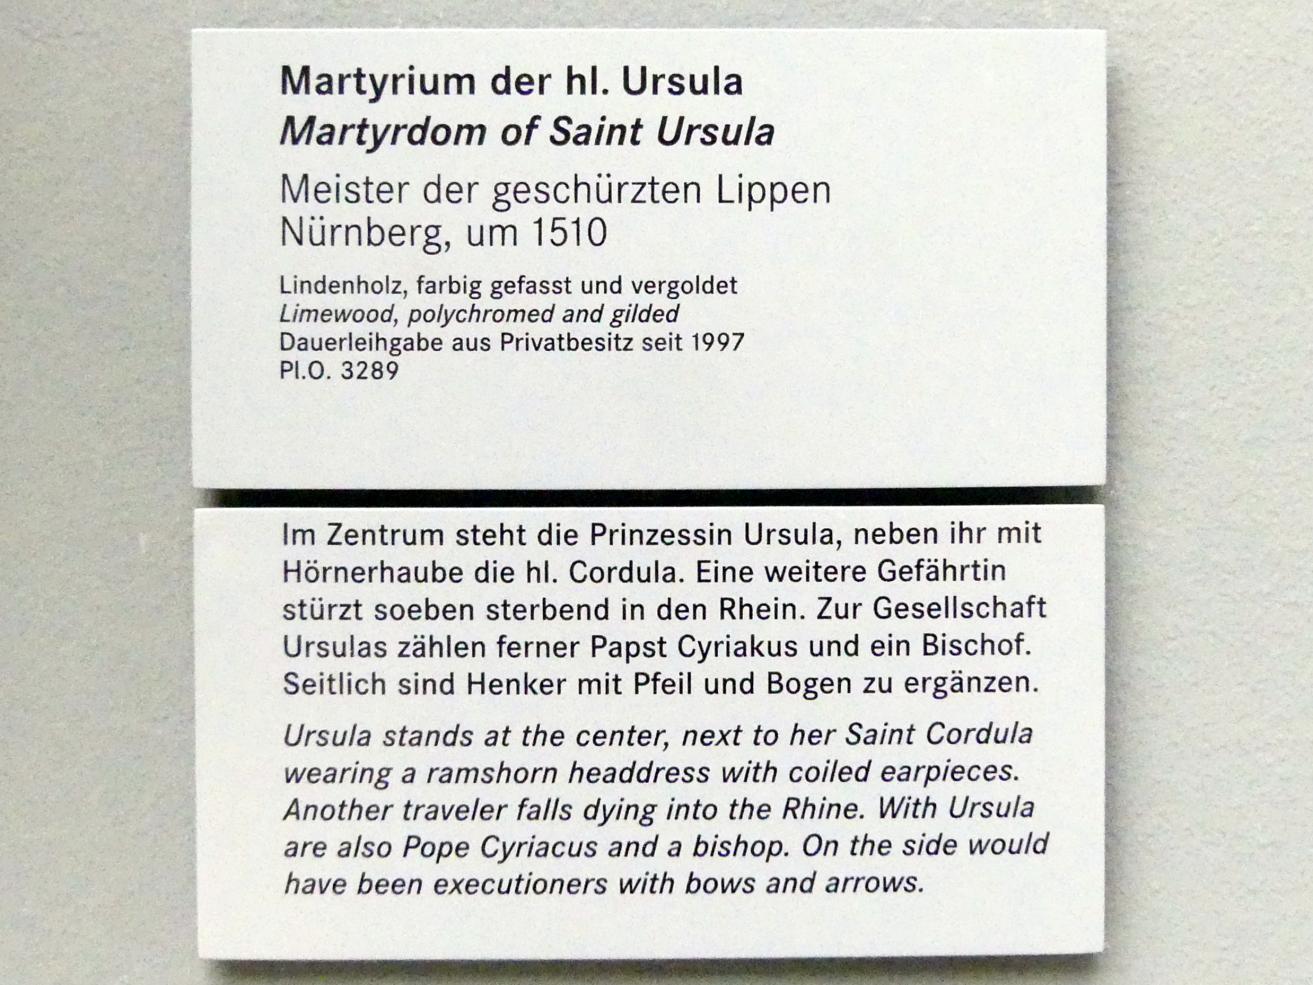 Martyrium der hl. Ursula
Martyrdom of Saint Ursula
Meister der geschürzten Lippen
Nürnberg, um 1510
Lindenholz, farbig gefasst und vergoldet
Limewood, polychromed and gilded
Dauerleihgabe aus Privatbesitz seit 1997
Pl.O. 3289
Im Zentrum steht die Prinzessin Ursula, neben ihr mit
Hörnerhaube die hl. Cordula. Eine weitere Gefährtin
stürzt soeben sterbend in den Rhein. Zur Gesellschaft
Ursulas zählen ferner Papst Cyriakus und ein Bischof.
Seitlich sind Henker mit Pfeil und Bogen zu ergänzen.
Ursula stands at the center, next to her Saint Cordula
wearing a ramshorn headdress with coiled earpieces.
Another traveler falls dying into the Rhine. With Ursula
are also Pope Cyriacus and a bishop. On the side would
have been executioners with bows and arrows.